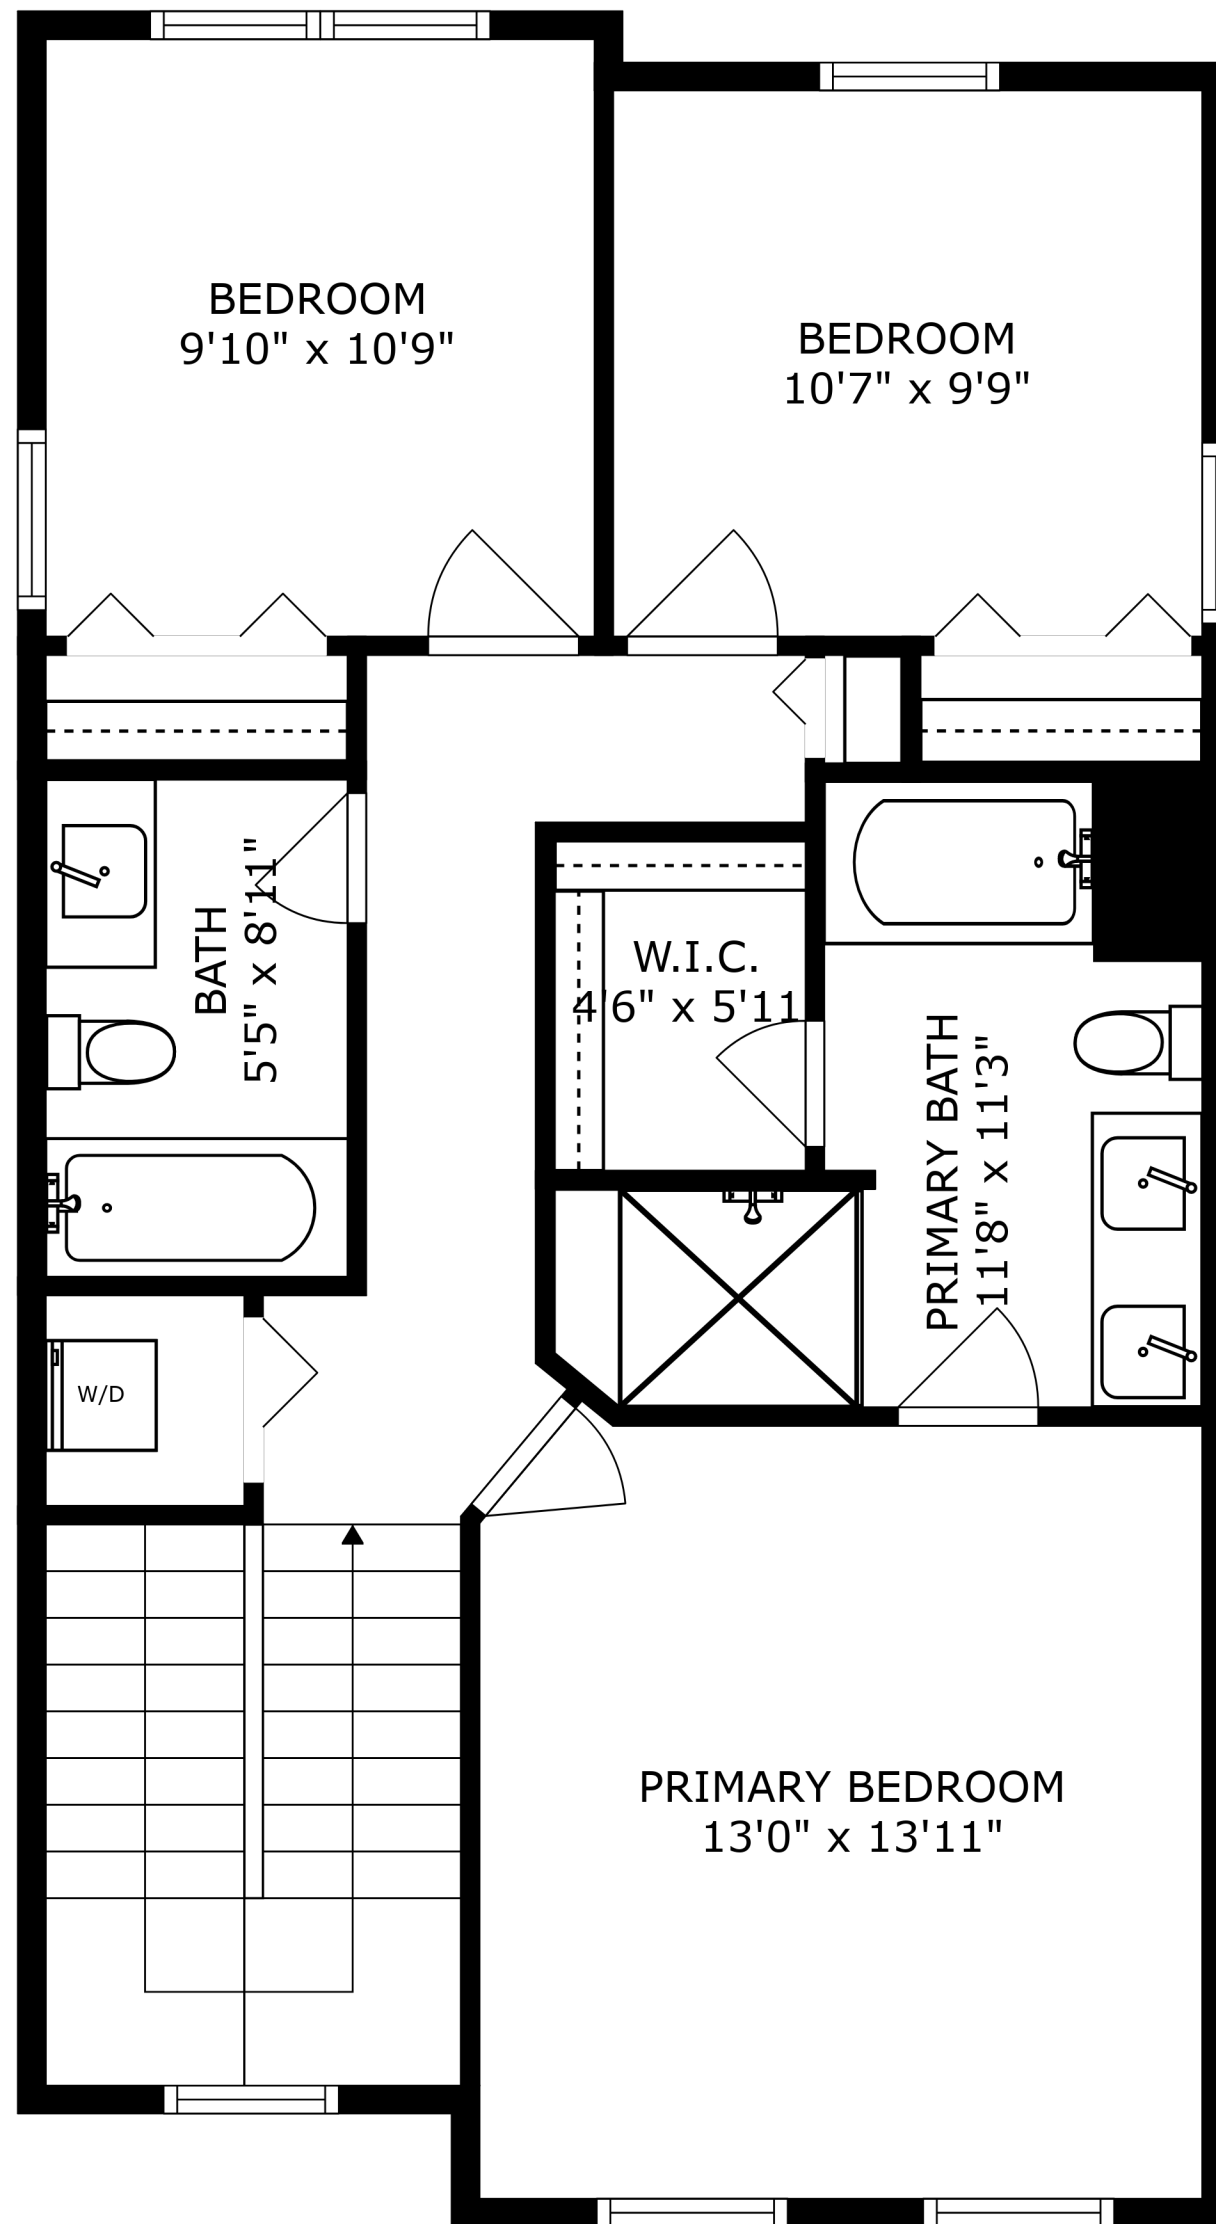 BEDROOM
9'10" x 10'9"
BEDROOM
10'7" x 9'9"
BATH
5'5" x 8'11"
W.I.C.
4'6" x 5'11
PRIMARY BATH
11'8" x 11'3"
W/D
PRIMARY BEDROOM
13'0" x 13'11"